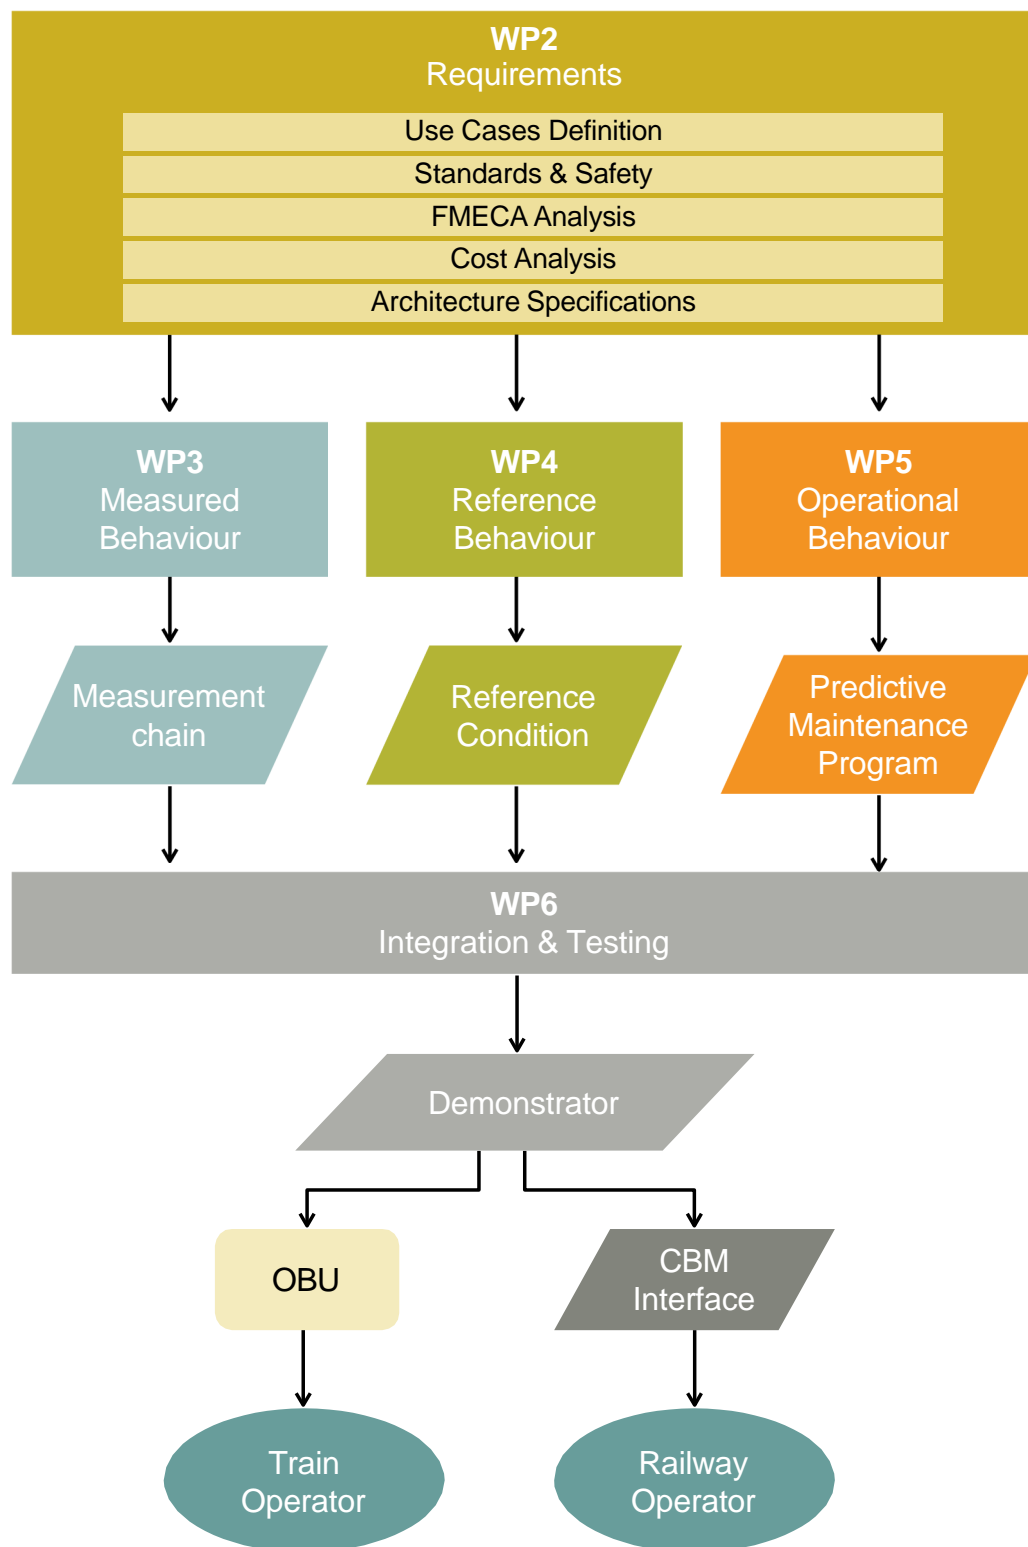 WP2
Requirements
Use Cases Definition
Standards & Safety
FMECA Analysis
Cost Analysis
Architecture Specifications
WP3
Measured
Behaviour
WP4
Reference
Behaviour
WP5
Operational
Behaviour
Measurement
chain
Reference
Condition
Predictive
Maintenance
Program
WP6
Integration & Testing
Demonstrator
OBU
CBM
Interface
Train
Operator
Railway
Operator